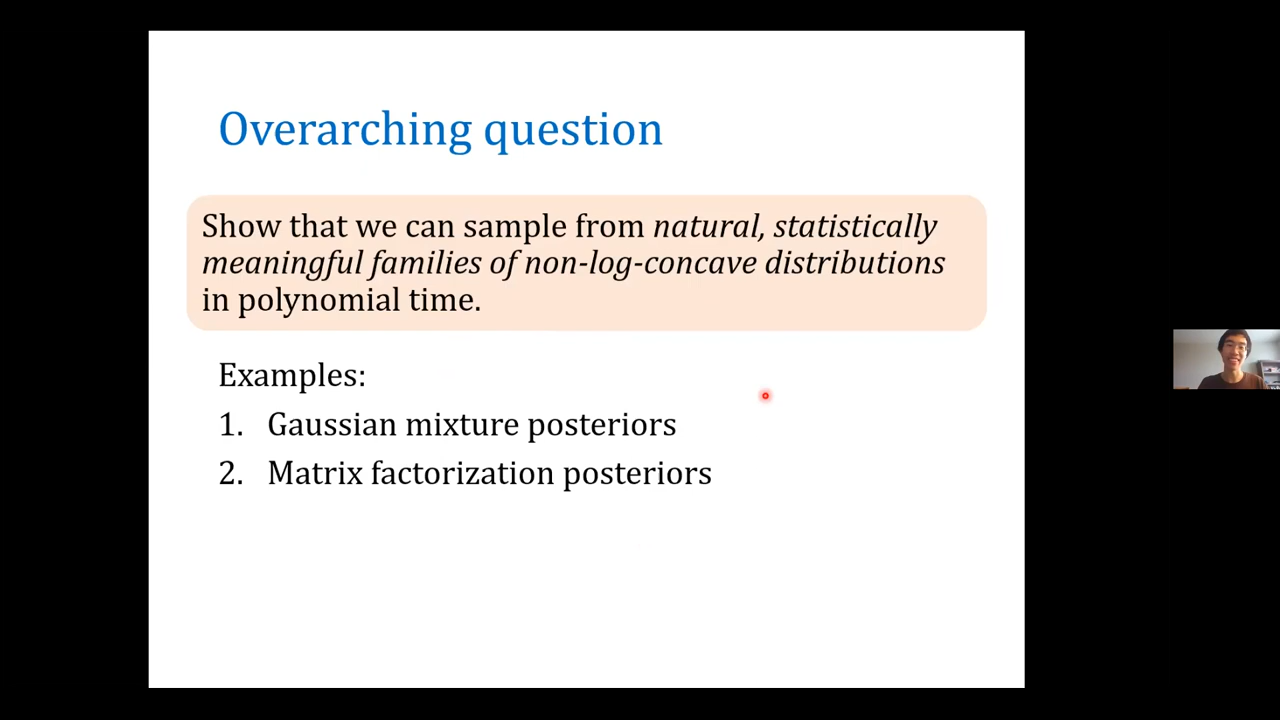 Overarching question
Show that we can sample from natural, statistically
meaningful families of non-log-concave distributions
in polynomial time.
Examples:
1. Gaussian mixture posteriors
2. Matrix factorization posteriors